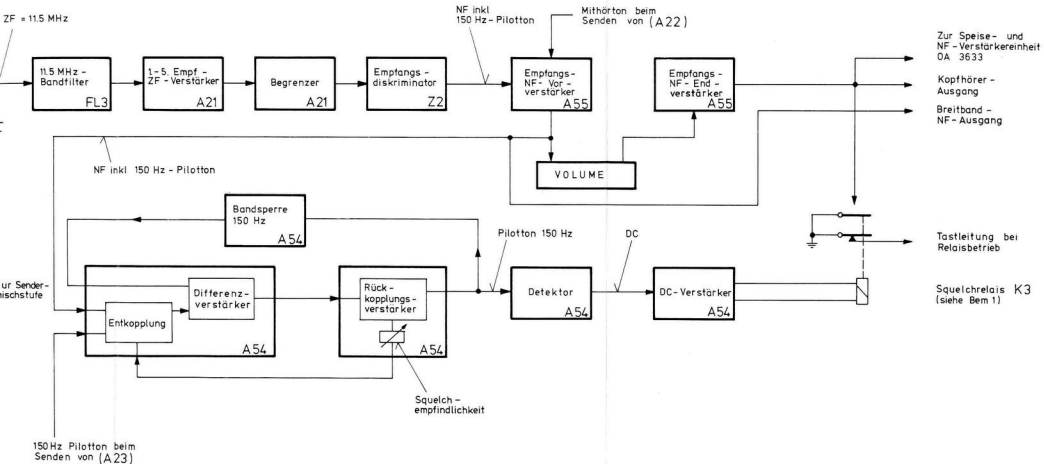 ZF = 11.5 MHz
NF inkl
150 Hz - Pilotton
Mithörton beim
Senden von (A22)
Zur Speise- und
NF - Verstärkereinheit
OA 3633
Kopfhörer -
Ausgang
Breitband -
NF - Ausgang
11.5 MHz -
Bandfilter
FL3
1.-5. Empf -
ZF - Verstärker
A21
Begrenzer
A21
Empfangs -
diskriminator
Z2
Empfangs-
NF - Vor-
verstärker
A55
Empfangs -
NF - End -
verstärker
A55
NF inkl 150 Hz - Pilotton
VOLUME
Bandsperre
150 Hz
A54
Pilotton 150 Hz
DC
Tastleitung bei
Relaisbetrieb
ur Sender-
mischstufe
Differenz-
verstärker
Entkopplung
A54
Rück -
kopplungs-
verstärker
A54
Detektor
A54
DC-Verstärker
A54
Squelchrelais K3
(siehe Bem 1)
Squelch -
empfindlichkeit
150 Hz Pilotton beim
Senden von (A23)